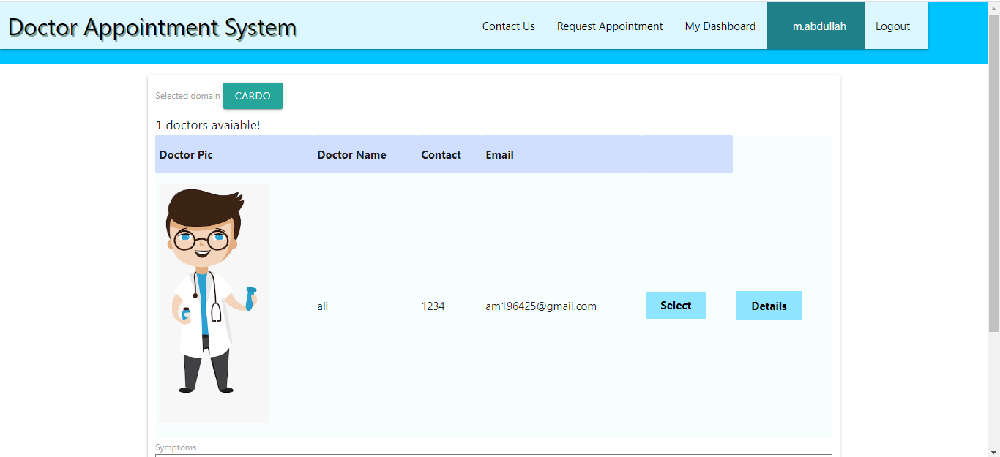 Doctor Appointment System
Contact Us Request Appointment My Dashboard m.abdullah Logout
Selected domain CARDO
1 doctors avaiable!
Doctor Pic Doctor Name Contact Email
ali 1234 am196425@gmail.com Select Details
Symptoms